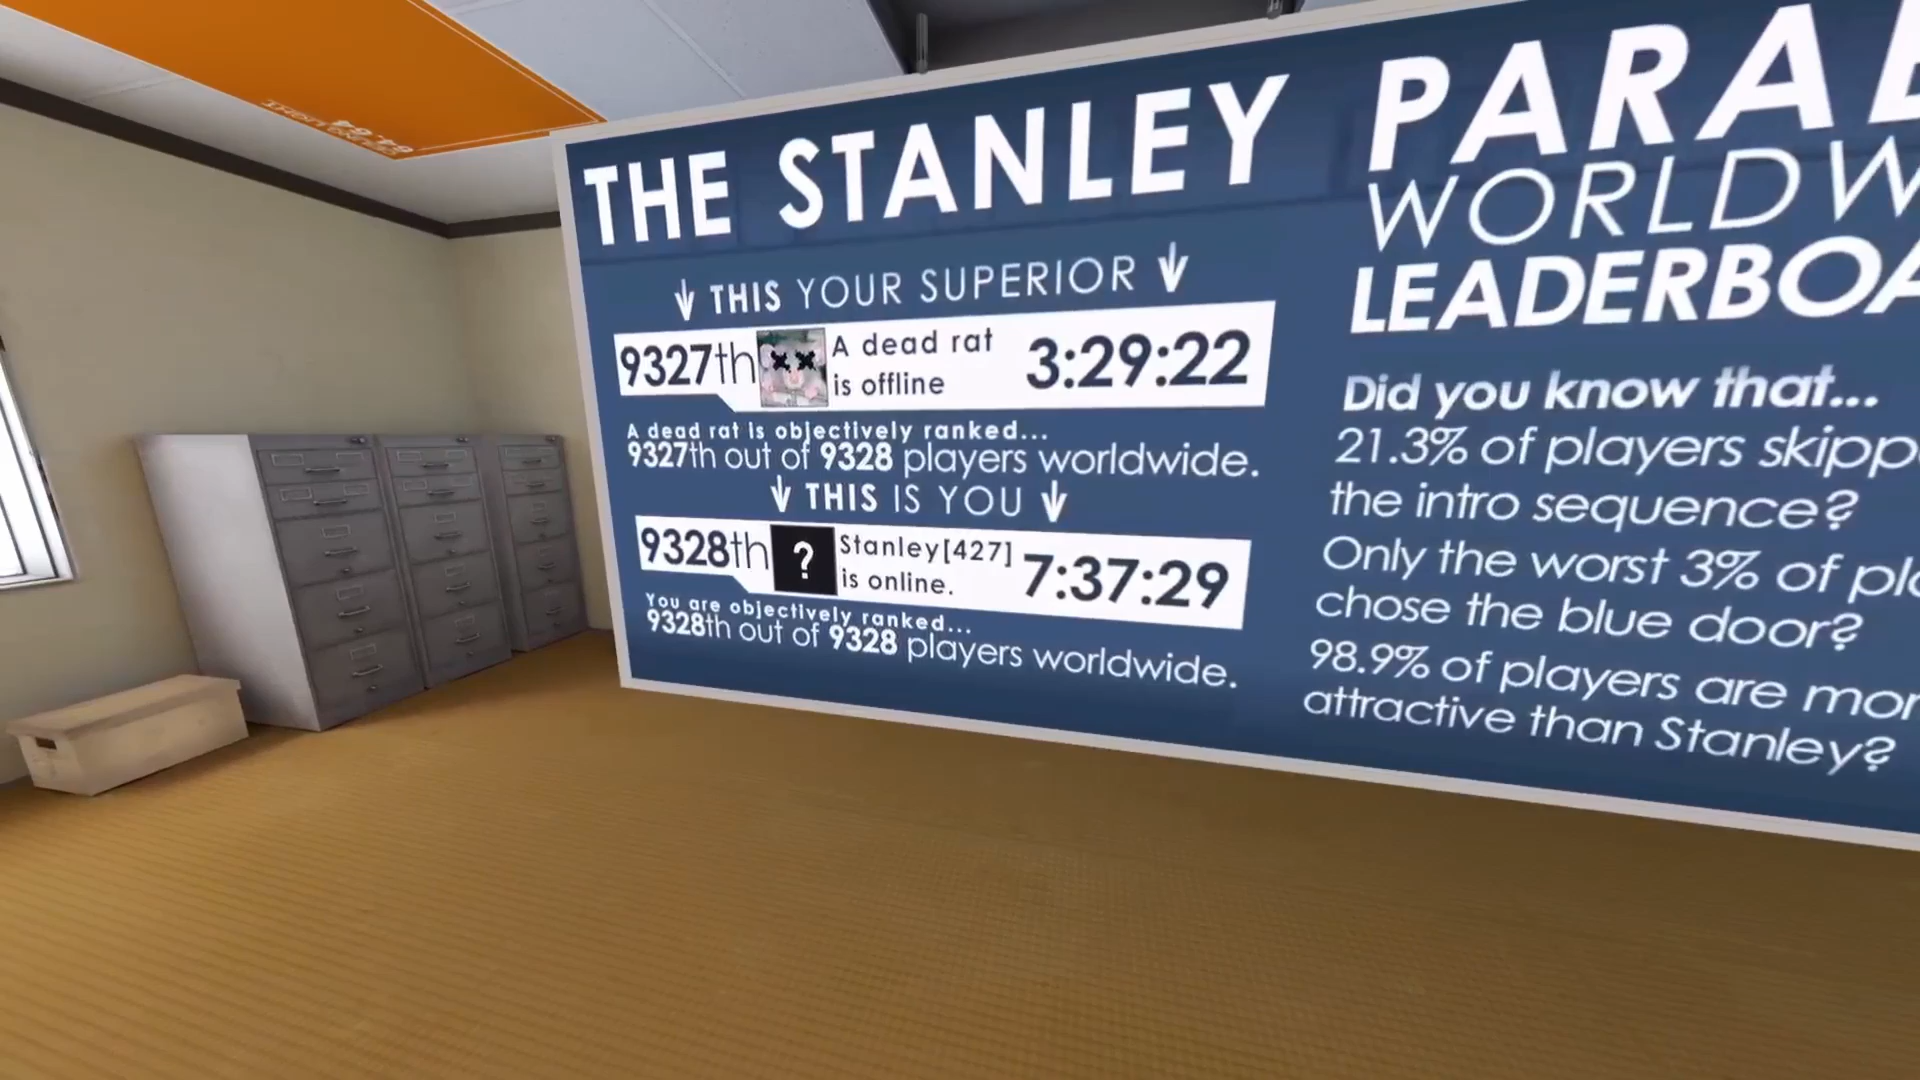 THE STANLEY PARAB
WORLDW
LEADERBOA
↓ THIS YOUR SUPERIOR ↓
9327th A dead rat is offline 3:29:22
A dead rat is objectively ranked...
9327th out of 9328 players worldwide.
↓ THIS IS YOU ↓
9328th ? Stanley[427] is online. 7:37:29
You are objectively ranked...
9328th out of 9328 players worldwide.
Did you know that...
21.3% of players skipp
the intro sequence?
Only the worst 3% of pla
chose the blue door?
98.9% of players are mor
attractive than Stanley?